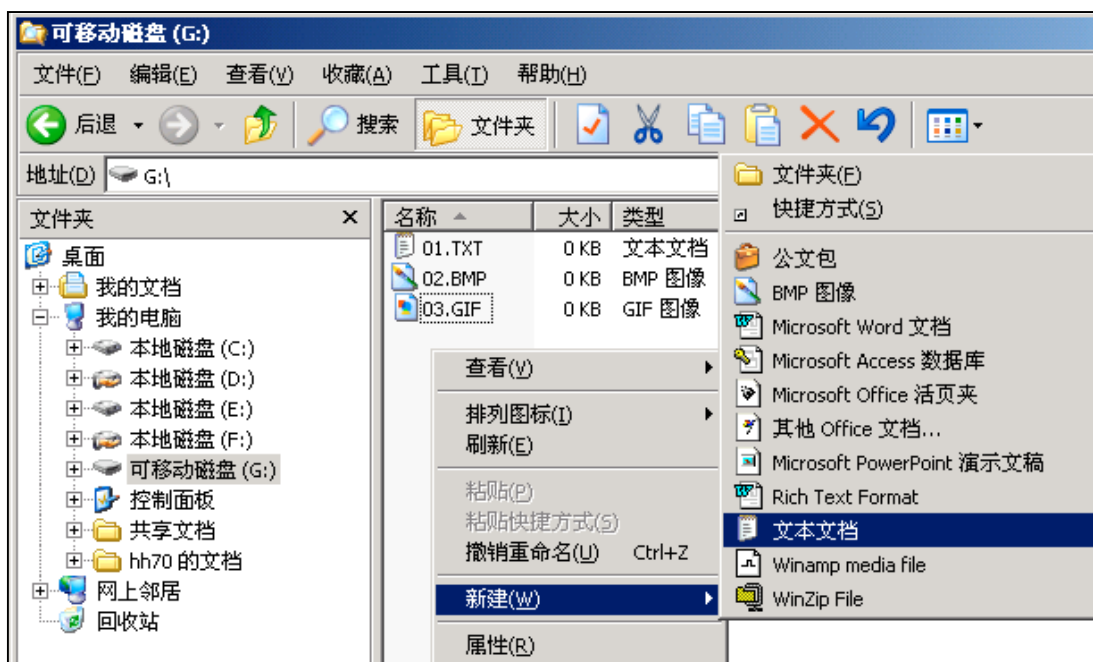 可移动磁盘 (G:)
文件(F) 编辑(E) 查看(V) 收藏(A) 工具(T) 帮助(H)
后退 搜索 文件夹
地址(D) G:\
文件夹
桌面
我的文档
我的电脑
本地磁盘 (C:)
本地磁盘 (D:)
本地磁盘 (E:)
本地磁盘 (F:)
可移动磁盘 (G:)
控制面板
共享文档
hh70 的文档
网上邻居
回收站
名称 大小 类型
01.TXT 0 KB 文本文档
02.BMP 0 KB BMP 图像
03.GIF 0 KB GIF 图像
查看(V)
排列图标(I)
刷新(E)
粘贴(P)
粘贴快捷方式(S)
撤销重命名(U) Ctrl+Z
新建(W)
属性(R)
文件夹(F)
快捷方式(S)
公文包
BMP 图像
Microsoft Word 文档
Microsoft Access 数据库
Microsoft Office 活页夹
其他 Office 文档...
Microsoft PowerPoint 演示文稿
Rich Text Format
文本文档
Winamp media file
WinZip File